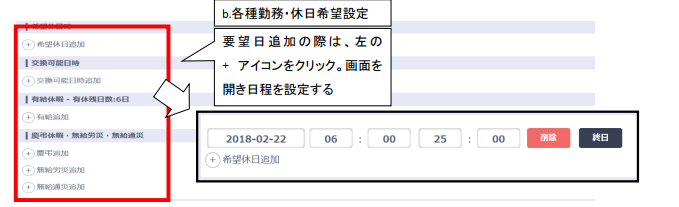 b.各種勤務・休日希望設定
要望日追加の際は、左の
+ アイコンをクリック。画面を
開き日程を設定する
希望休日時
+ 希望休日追加
交換可能日時
+ 交換可能日時追加
有給休暇 - 有休残日数:6日
+ 有給追加
慶弔休暇・無給労災・無給通災
+ 慶弔追加
+ 無給労災追加
+ 無給通災追加
2018-02-22 06 : 00 25 : 00 削除 終日
+ 希望休日追加